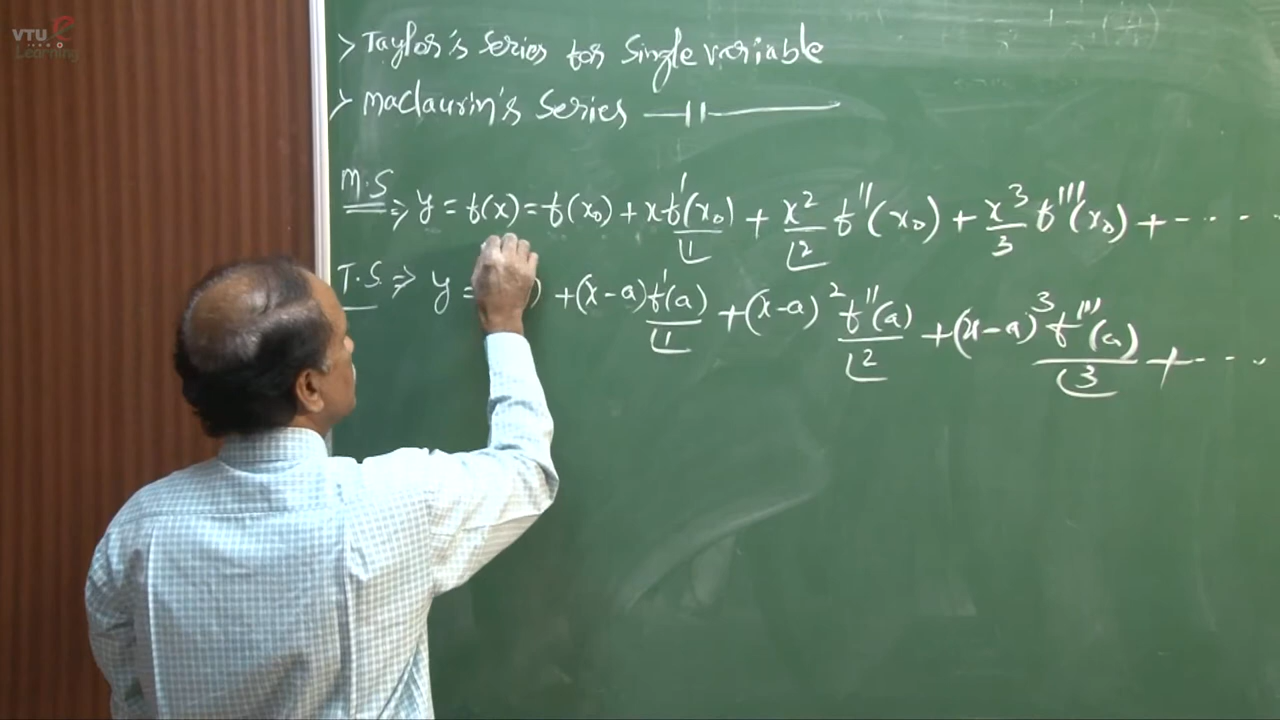 VTU e
Learning
> Taylor's Series for Single variable
> Maclaurin's Series —||—
M.S ⇒ y = f(x) = f(x₀) + x f'(x₀)/⌊1 + x²/⌊2 f''(x₀) + x³/⌊3 f'''(x₀) + - - - -
T.S. ⇒ y = ) + (x-a) f'(a)/⌊1 + (x-a)² f''(a)/⌊2 + (x-a)³ f'''(a)/⌊3 + - - - -